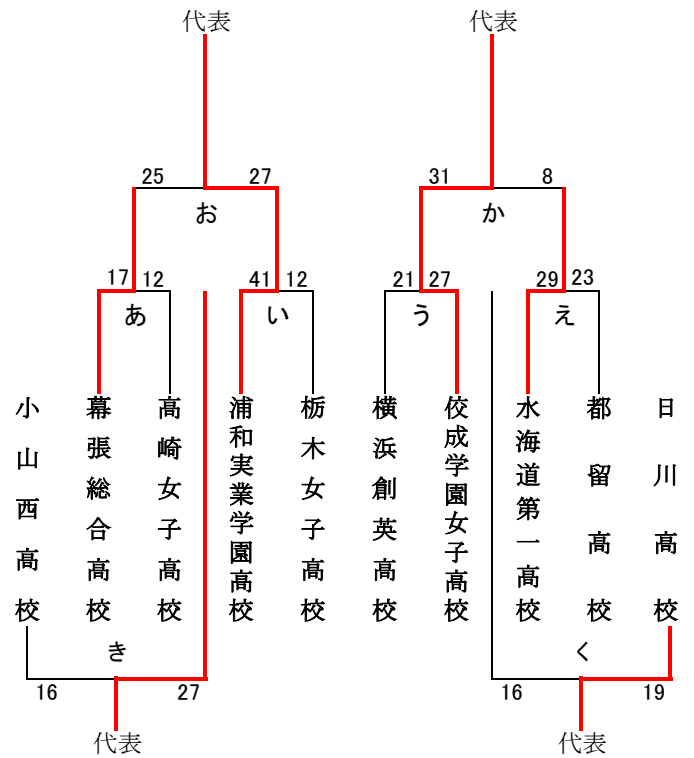 代表 代表
25 27 31 8
お か
17 12 41 12 21 27 29 23
あ い う え
小山西高校
幕張総合高校
高崎女子高校
浦和実業学園高校
栃木女子高校
横浜創英高校
佼成学園女子高校
水海道第一高校
都留高校
日川高校
き く
16 27 16 19
代表 代表